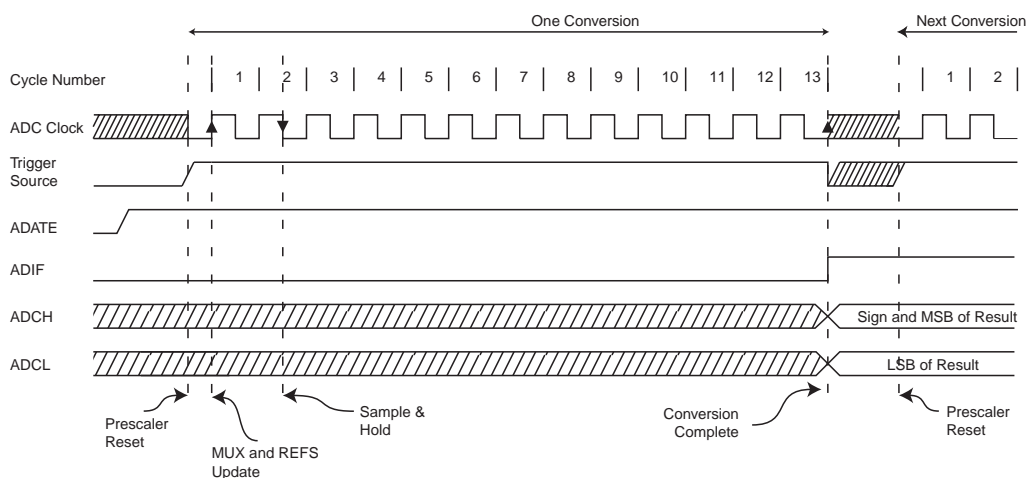 One Conversion
Next Conversion
Cycle Number
1 2 3 4 5 6 7 8 9 10 11 12 13 1 2
ADC Clock
Trigger
Source
ADATE
ADIF
ADCH
Sign and MSB of Result
ADCL
LSB of Result
Prescaler
Reset
MUX and REFS
Update
Sample &
Hold
Conversion
Complete
Prescaler
Reset